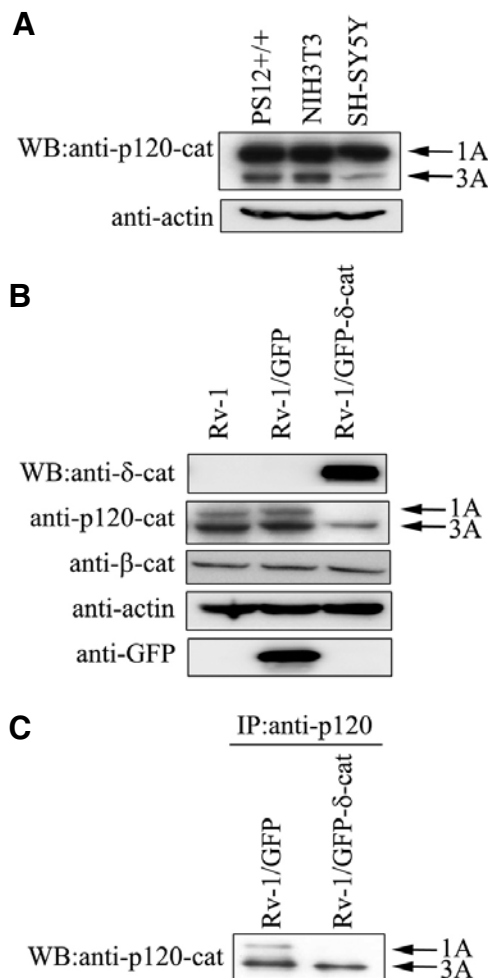 A
PS12+/+
NIH3T3
SH-SY5Y
WB:anti-p120-cat
1A
3A
anti-actin
B
Rv-1
Rv-1/GFP
Rv-1/GFP-δ-cat
WB:anti-δ-cat
anti-p120-cat
1A
3A
anti-β-cat
anti-actin
anti-GFP
C
IP:anti-p120
Rv-1/GFP
Rv-1/GFP-δ-cat
WB:anti-p120-cat
1A
3A